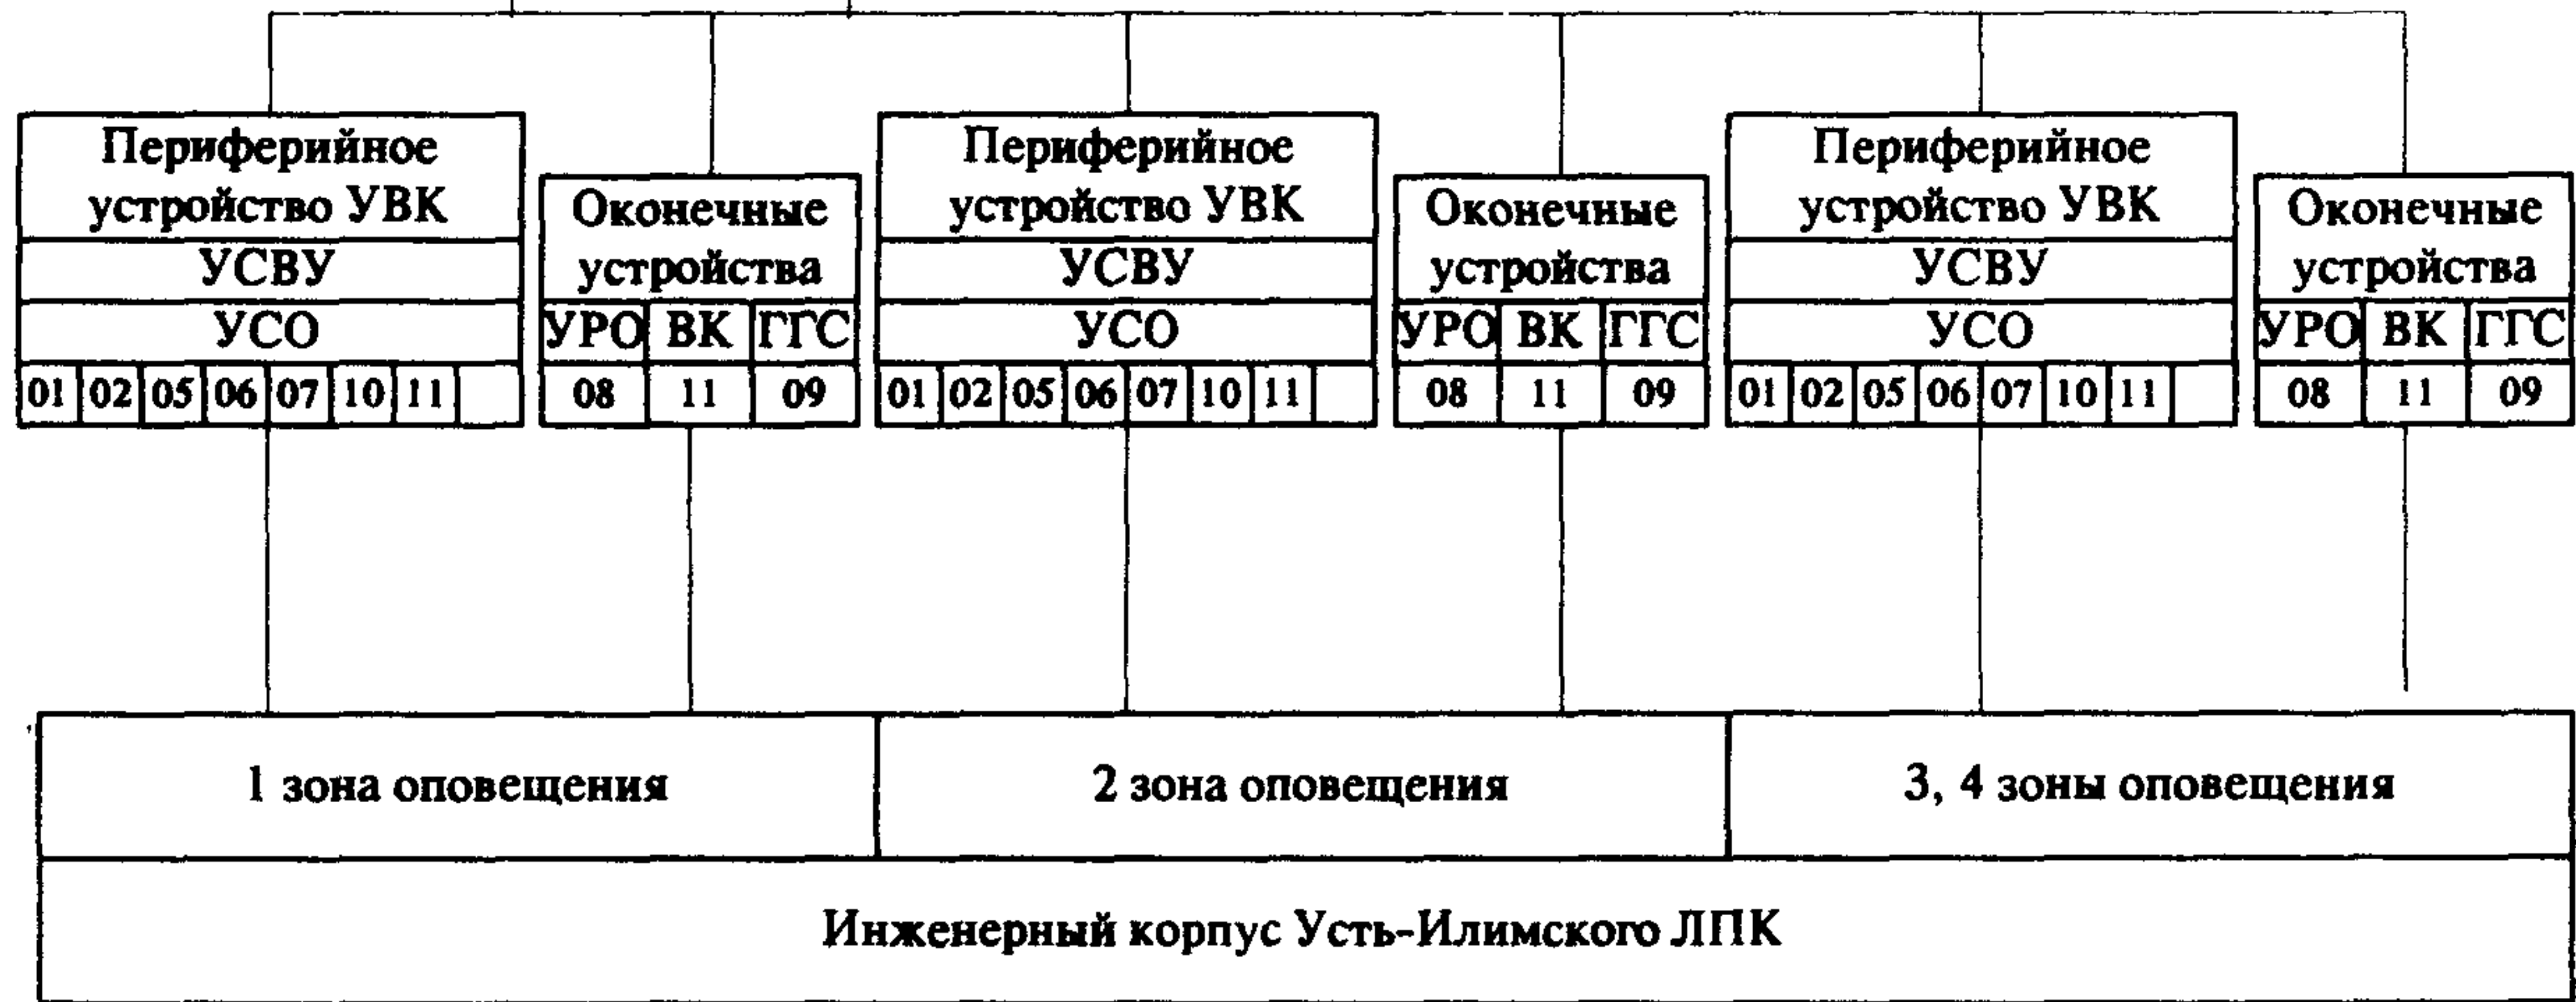 Периферийное
устройство УВК
УСВУ
УСО
01 02 05 06 07 10 11
Оконечные
устройства
УРО ВК ГГС
08 11 09
Периферийное
устройство УВК
УСВУ
УСО
01 02 05 06 07 10 11
Оконечные
устройства
УРО ВК ГГС
08 11 09
Периферийное
устройство УВК
УСВУ
УСО
01 02 05 06 07 10 11
Оконечные
устройства
УРО ВК ГГС
08 11 09
1 зона оповещения
2 зона оповещения
3, 4 зоны оповещения
Инженерный корпус Усть-Илимского ЛПК